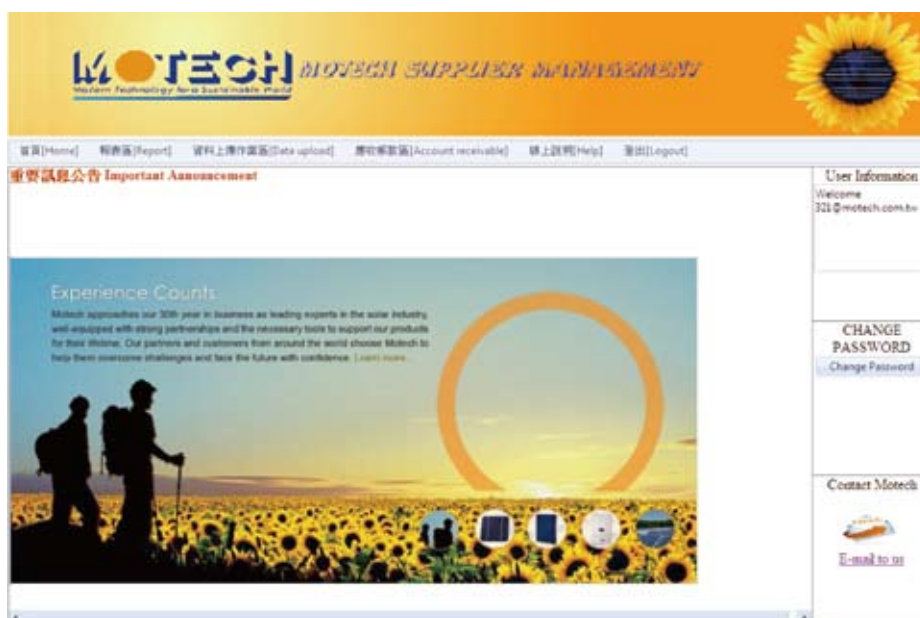 MOTECH MOTECH SUPPLIER MANAGEMENT
Modern Technology for a Sustainable World
首頁[Home] 報表區[Report] 資料上傳作業區[Data upload] 應收帳款區[Account receivable] 線上說明[Help] 登出[Logout]
重要訊息公告 Important Announcement
User Information
Welcome
321@motech.com.tw
Experience Counts
Motech approaches our 30th year in business as leading experts in the solar industry,
well-equipped with strong partnerships and the necessary tools to support our products
for their lifetime. Our partners and customers from around the world choose Motech to
help them overcome challenges and face the future with confidence. Learn more...
CHANGE
PASSWORD
Change Password
Contact Motech
E-mail to us